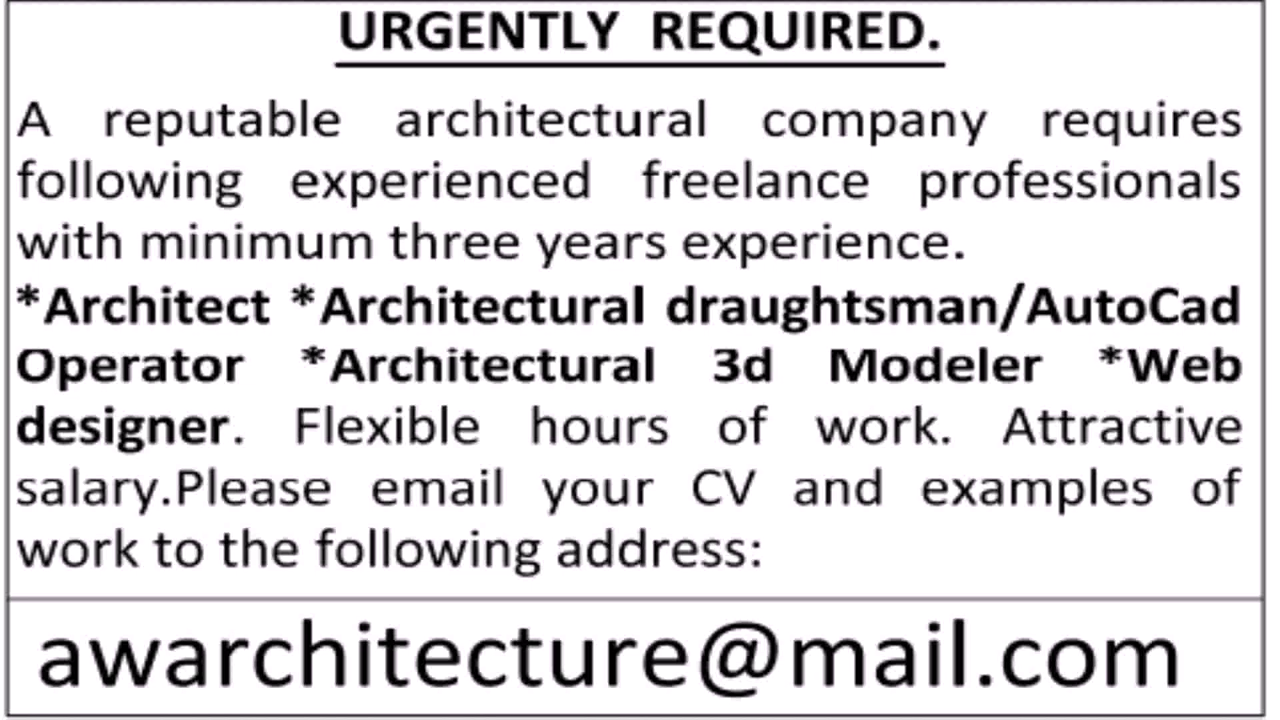 URGENTLY REQUIRED.
A reputable architectural company requires
following experienced freelance professionals
with minimum three years experience.
*Architect *Architectural draughtsman/AutoCad
Operator *Architectural 3d Modeler *Web
designer. Flexible hours of work. Attractive
salary.Please email your CV and examples of
work to the following address:
awarchitecture@mail.com